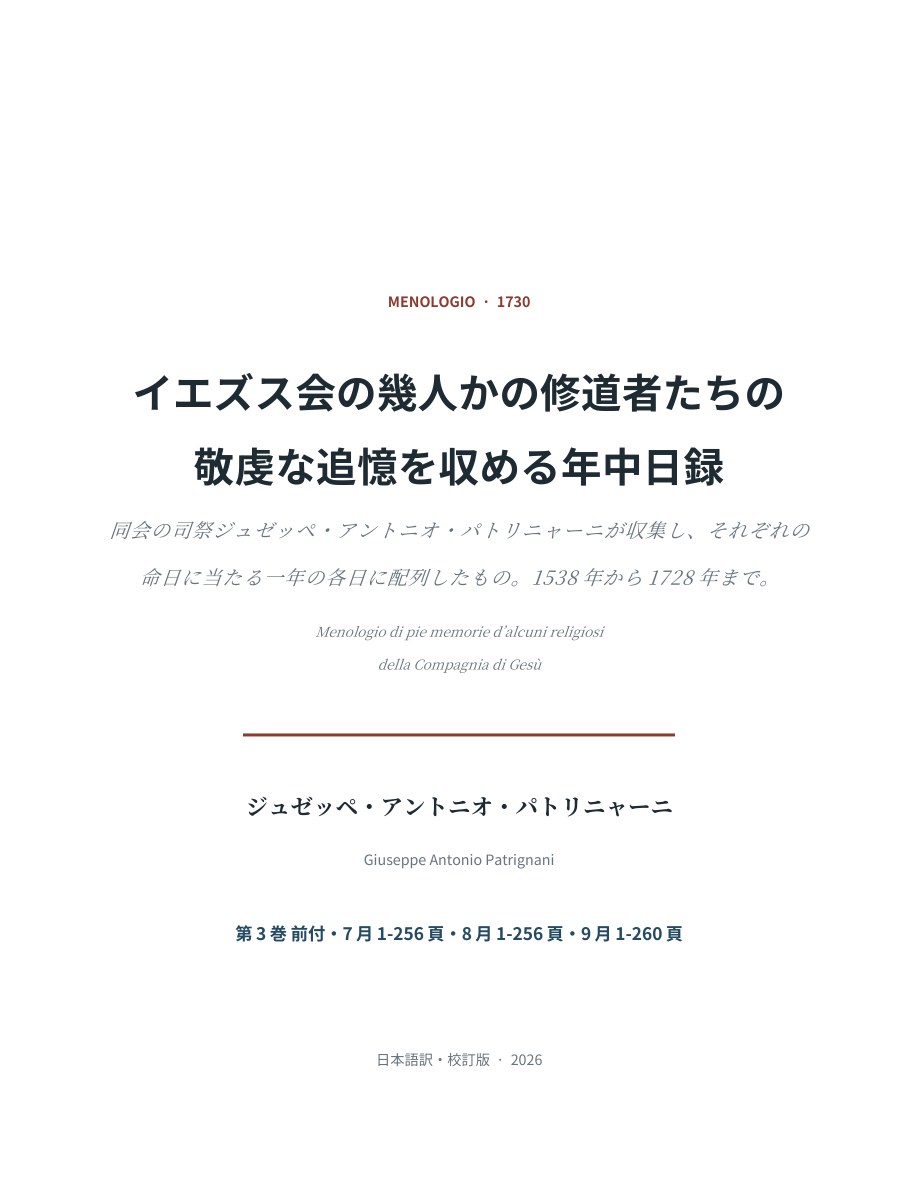 MENOLOGIO · 1730
イエズス会の幾人かの修道者たちの
敬虔な追憶を収める年中日録
同会の司祭ジュゼッペ・アントニオ・パトリニャーニが収集し、それぞれの
命日に当たる一年の各日に配列したもの。1538 年から 1728 年まで。
Menologio di pie memorie d'alcuni religiosi
della Compagnia di Gesù
ジュゼッペ・アントニオ・パトリニャーニ
Giuseppe Antonio Patrignani
第 3 巻 前付・7 月 1-256 頁・8 月 1-256 頁・9 月 1-260 頁
日本語訳・校訂版 · 2026